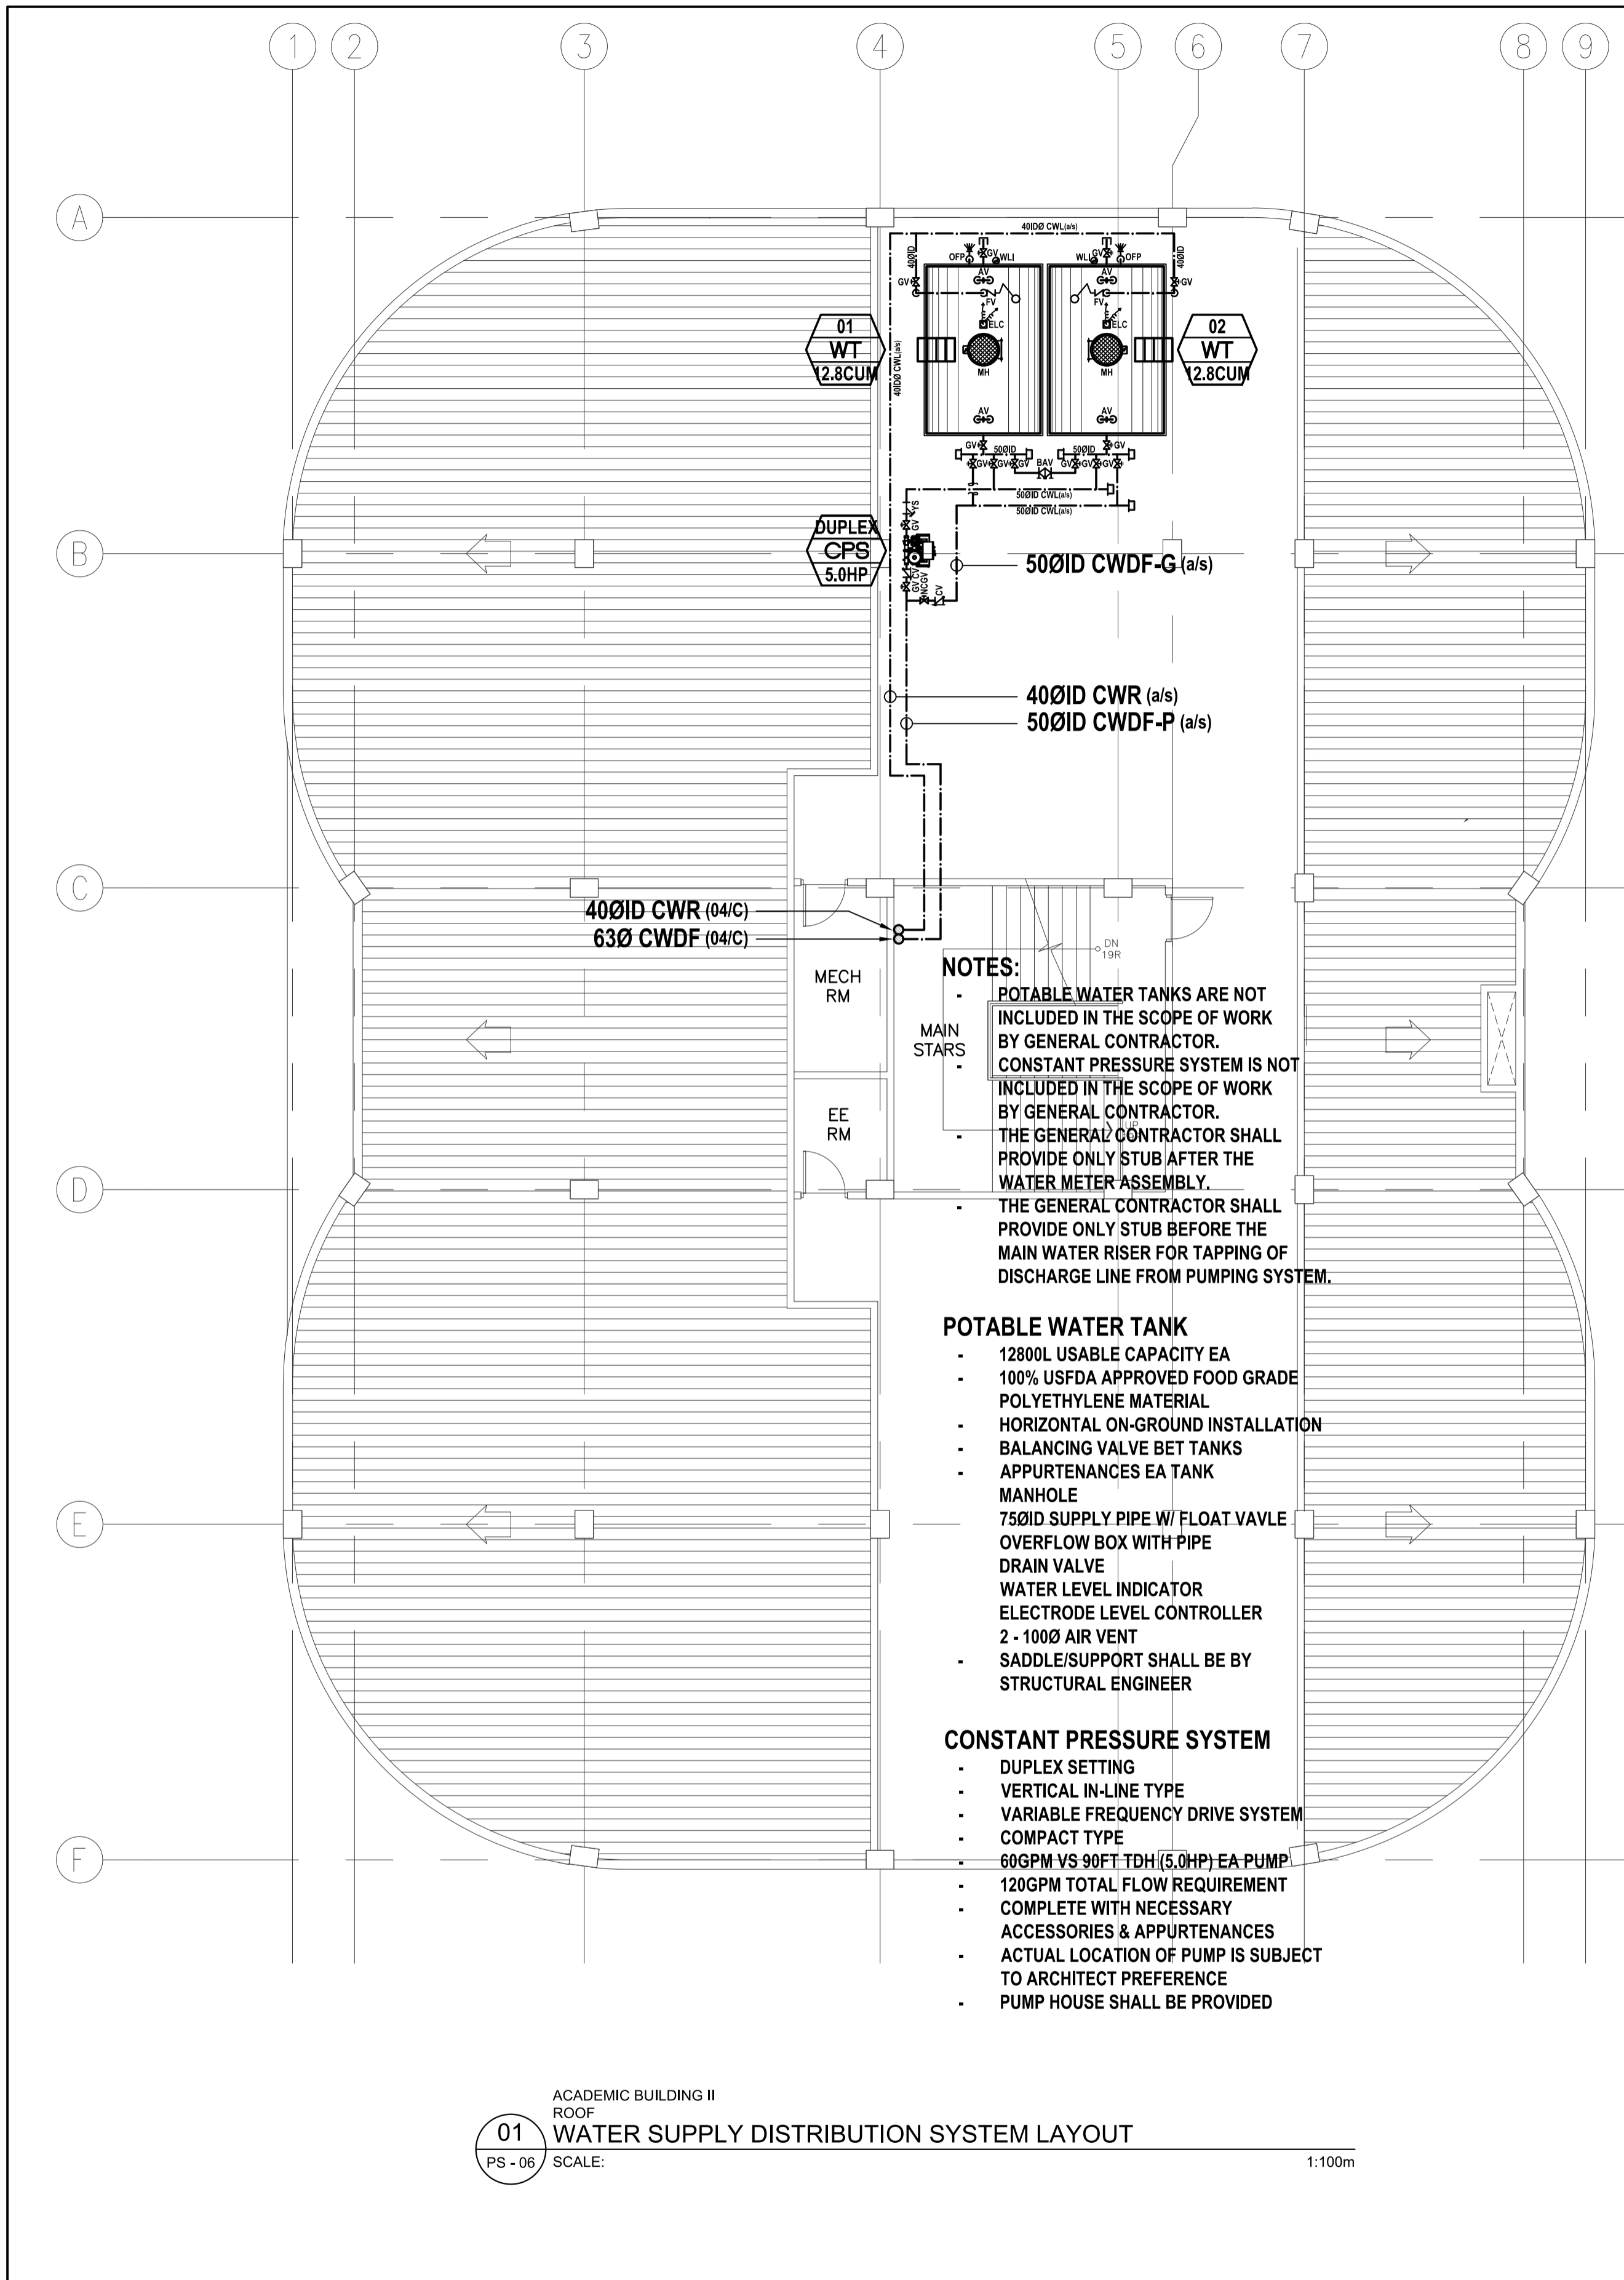 1
2
3
4
5
6
7
8
9
A
B
C
D
E
F
40IDØ CWL(a/s)
40ØID
40ØID
OFP
GV
WLI
WLI
GV
OFP
GV
AV
AV
GV
FV
FV
ELC
ELC
01
WT
12.8CUM
02
WT
12.8CUM
40IDØ CWL(a/s)
MH
MH
AV
AV
GV
50ØID
50ØID
GV
GV
GV
GV
BAV
GV
GV
GV
50ØID CWL(a/s)
50ØID CWL(a/s)
YS
GV
DUPLEX
CPS
5.0HP
GV
CV
NCGV
CV
50ØID CWDF-G (a/s)
40ØID CWR (a/s)
50ØID CWDF-P (a/s)
40ØID CWR (04/C)
63Ø CWDF (04/C)
MECH
RM
EE
RM
MAIN
STARS
DN
19R
UP
NOTES:
- POTABLE WATER TANKS ARE NOT
INCLUDED IN THE SCOPE OF WORK
BY GENERAL CONTRACTOR.
- CONSTANT PRESSURE SYSTEM IS NOT
INCLUDED IN THE SCOPE OF WORK
BY GENERAL CONTRACTOR.
- THE GENERAL CONTRACTOR SHALL
PROVIDE ONLY STUB AFTER THE
WATER METER ASSEMBLY.
- THE GENERAL CONTRACTOR SHALL
PROVIDE ONLY STUB BEFORE THE
MAIN WATER RISER FOR TAPPING OF
DISCHARGE LINE FROM PUMPING SYSTEM.
POTABLE WATER TANK
- 12800L USABLE CAPACITY EA
- 100% USFDA APPROVED FOOD GRADE
POLYETHYLENE MATERIAL
- HORIZONTAL ON-GROUND INSTALLATION
- BALANCING VALVE BET TANKS
- APPURTENANCES EA TANK
MANHOLE
75ØID SUPPLY PIPE W/ FLOAT VAVLE
OVERFLOW BOX WITH PIPE
DRAIN VALVE
WATER LEVEL INDICATOR
ELECTRODE LEVEL CONTROLLER
2 - 100Ø AIR VENT
- SADDLE/SUPPORT SHALL BE BY
STRUCTURAL ENGINEER
CONSTANT PRESSURE SYSTEM
- DUPLEX SETTING
- VERTICAL IN-LINE TYPE
- VARIABLE FREQUENCY DRIVE SYSTEM
- COMPACT TYPE
- 60GPM VS 90FT TDH (5.0HP) EA PUMP
- 120GPM TOTAL FLOW REQUIREMENT
- COMPLETE WITH NECESSARY
ACCESSORIES & APPURTENANCES
- ACTUAL LOCATION OF PUMP IS SUBJECT
TO ARCHITECT PREFERENCE
- PUMP HOUSE SHALL BE PROVIDED
ACADEMIC BUILDING II
ROOF
01
WATER SUPPLY DISTRIBUTION SYSTEM LAYOUT
PS - 06
SCALE:
1:100m